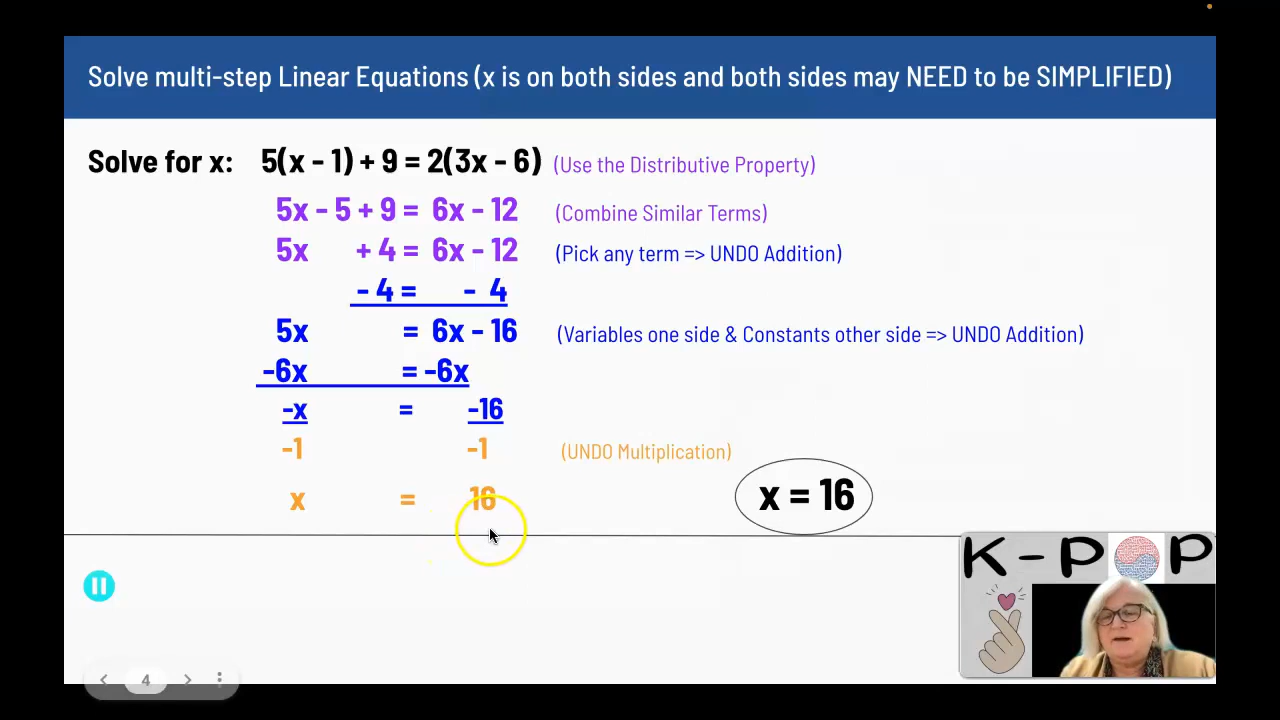 Solve multi-step Linear Equations (x is on both sides and both sides may NEED to be SIMPLIFIED)
Solve for x: 5(x - 1) + 9 = 2(3x - 6) (Use the Distributive Property)
5x - 5 + 9 = 6x - 12 (Combine Similar Terms)
5x + 4 = 6x - 12 (Pick any term => UNDO Addition)
- 4 = - 4
5x = 6x - 16 (Variables one side & Constants other side => UNDO Addition)
-6x = -6x
-x = -16
-1 -1 (UNDO Multiplication)
x = 16
x = 16
K-POP
4